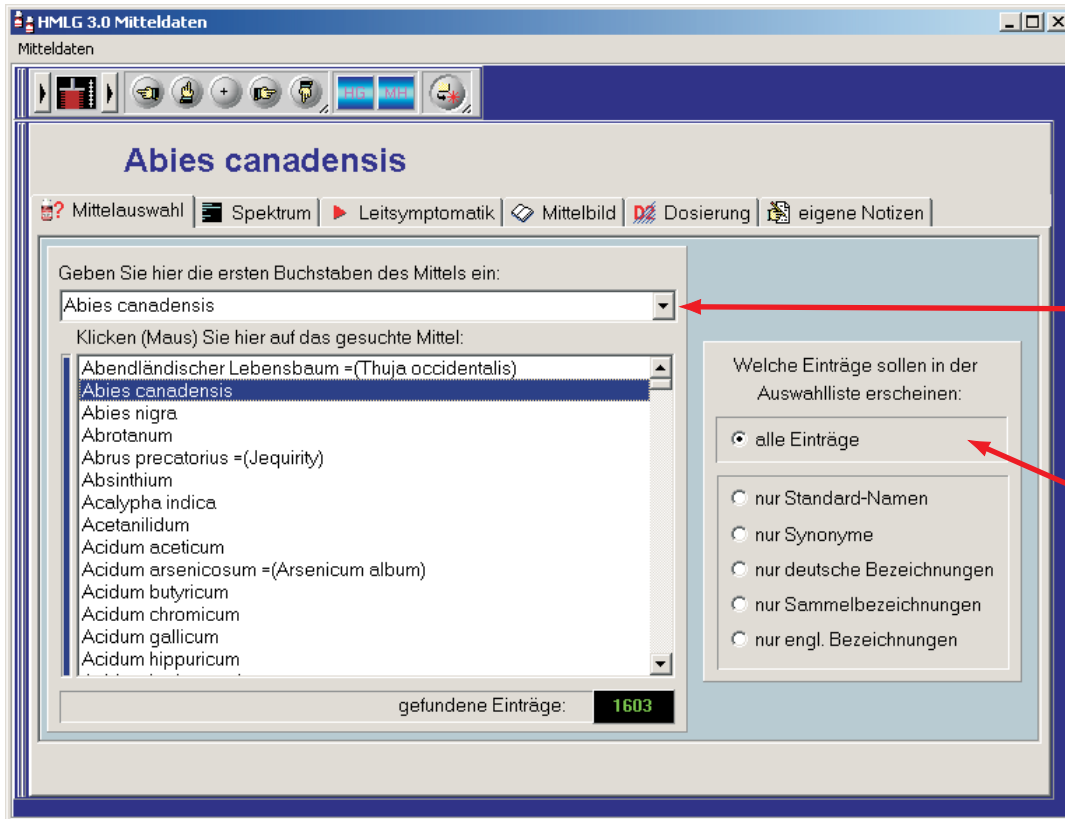 HMLG 3.0 Mitteldaten
Mitteldaten
HG MH
Abies canadensis
Mittelauswahl Spektrum Leitsymptomatik Mittelbild D2 Dosierung eigene Notizen
Geben Sie hier die ersten Buchstaben des Mittels ein:
Abies canadensis
Klicken (Maus) Sie hier auf das gesuchte Mittel:
Abendländischer Lebensbaum =(Thuja occidentalis)
Abies canadensis
Abies nigra
Abrotanum
Abrus precatorius =(Jequirity)
Absinthium
Acalypha indica
Acetanilidum
Acidum aceticum
Acidum arsenicosum =(Arsenicum album)
Acidum butyricum
Acidum chromicum
Acidum gallicum
Acidum hippuricum
gefundene Einträge: 1603
Welche Einträge sollen in der
Auswahlliste erscheinen:
alle Einträge
nur Standard-Namen
nur Synonyme
nur deutsche Bezeichnungen
nur Sammelbezeichnungen
nur engl. Bezeichnungen